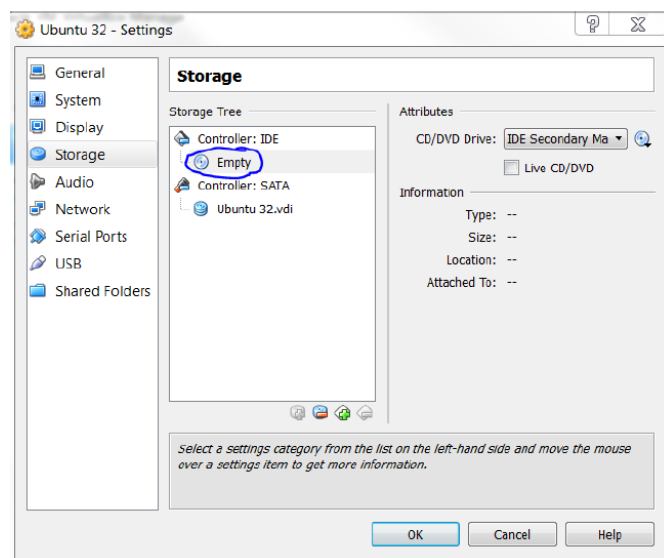 Ubuntu 32 - Settings
General
System
Display
Storage
Audio
Network
Serial Ports
USB
Shared Folders
Storage
Storage Tree
Controller: IDE
Empty
Controller: SATA
Ubuntu 32.vdi
Attributes
CD/DVD Drive: IDE Secondary Ma
Live CD/DVD
Information
Type: --
Size: --
Location: --
Attached To: --
Select a settings category from the list on the left-hand side and move the mouse
over a settings item to get more information.
OK Cancel Help